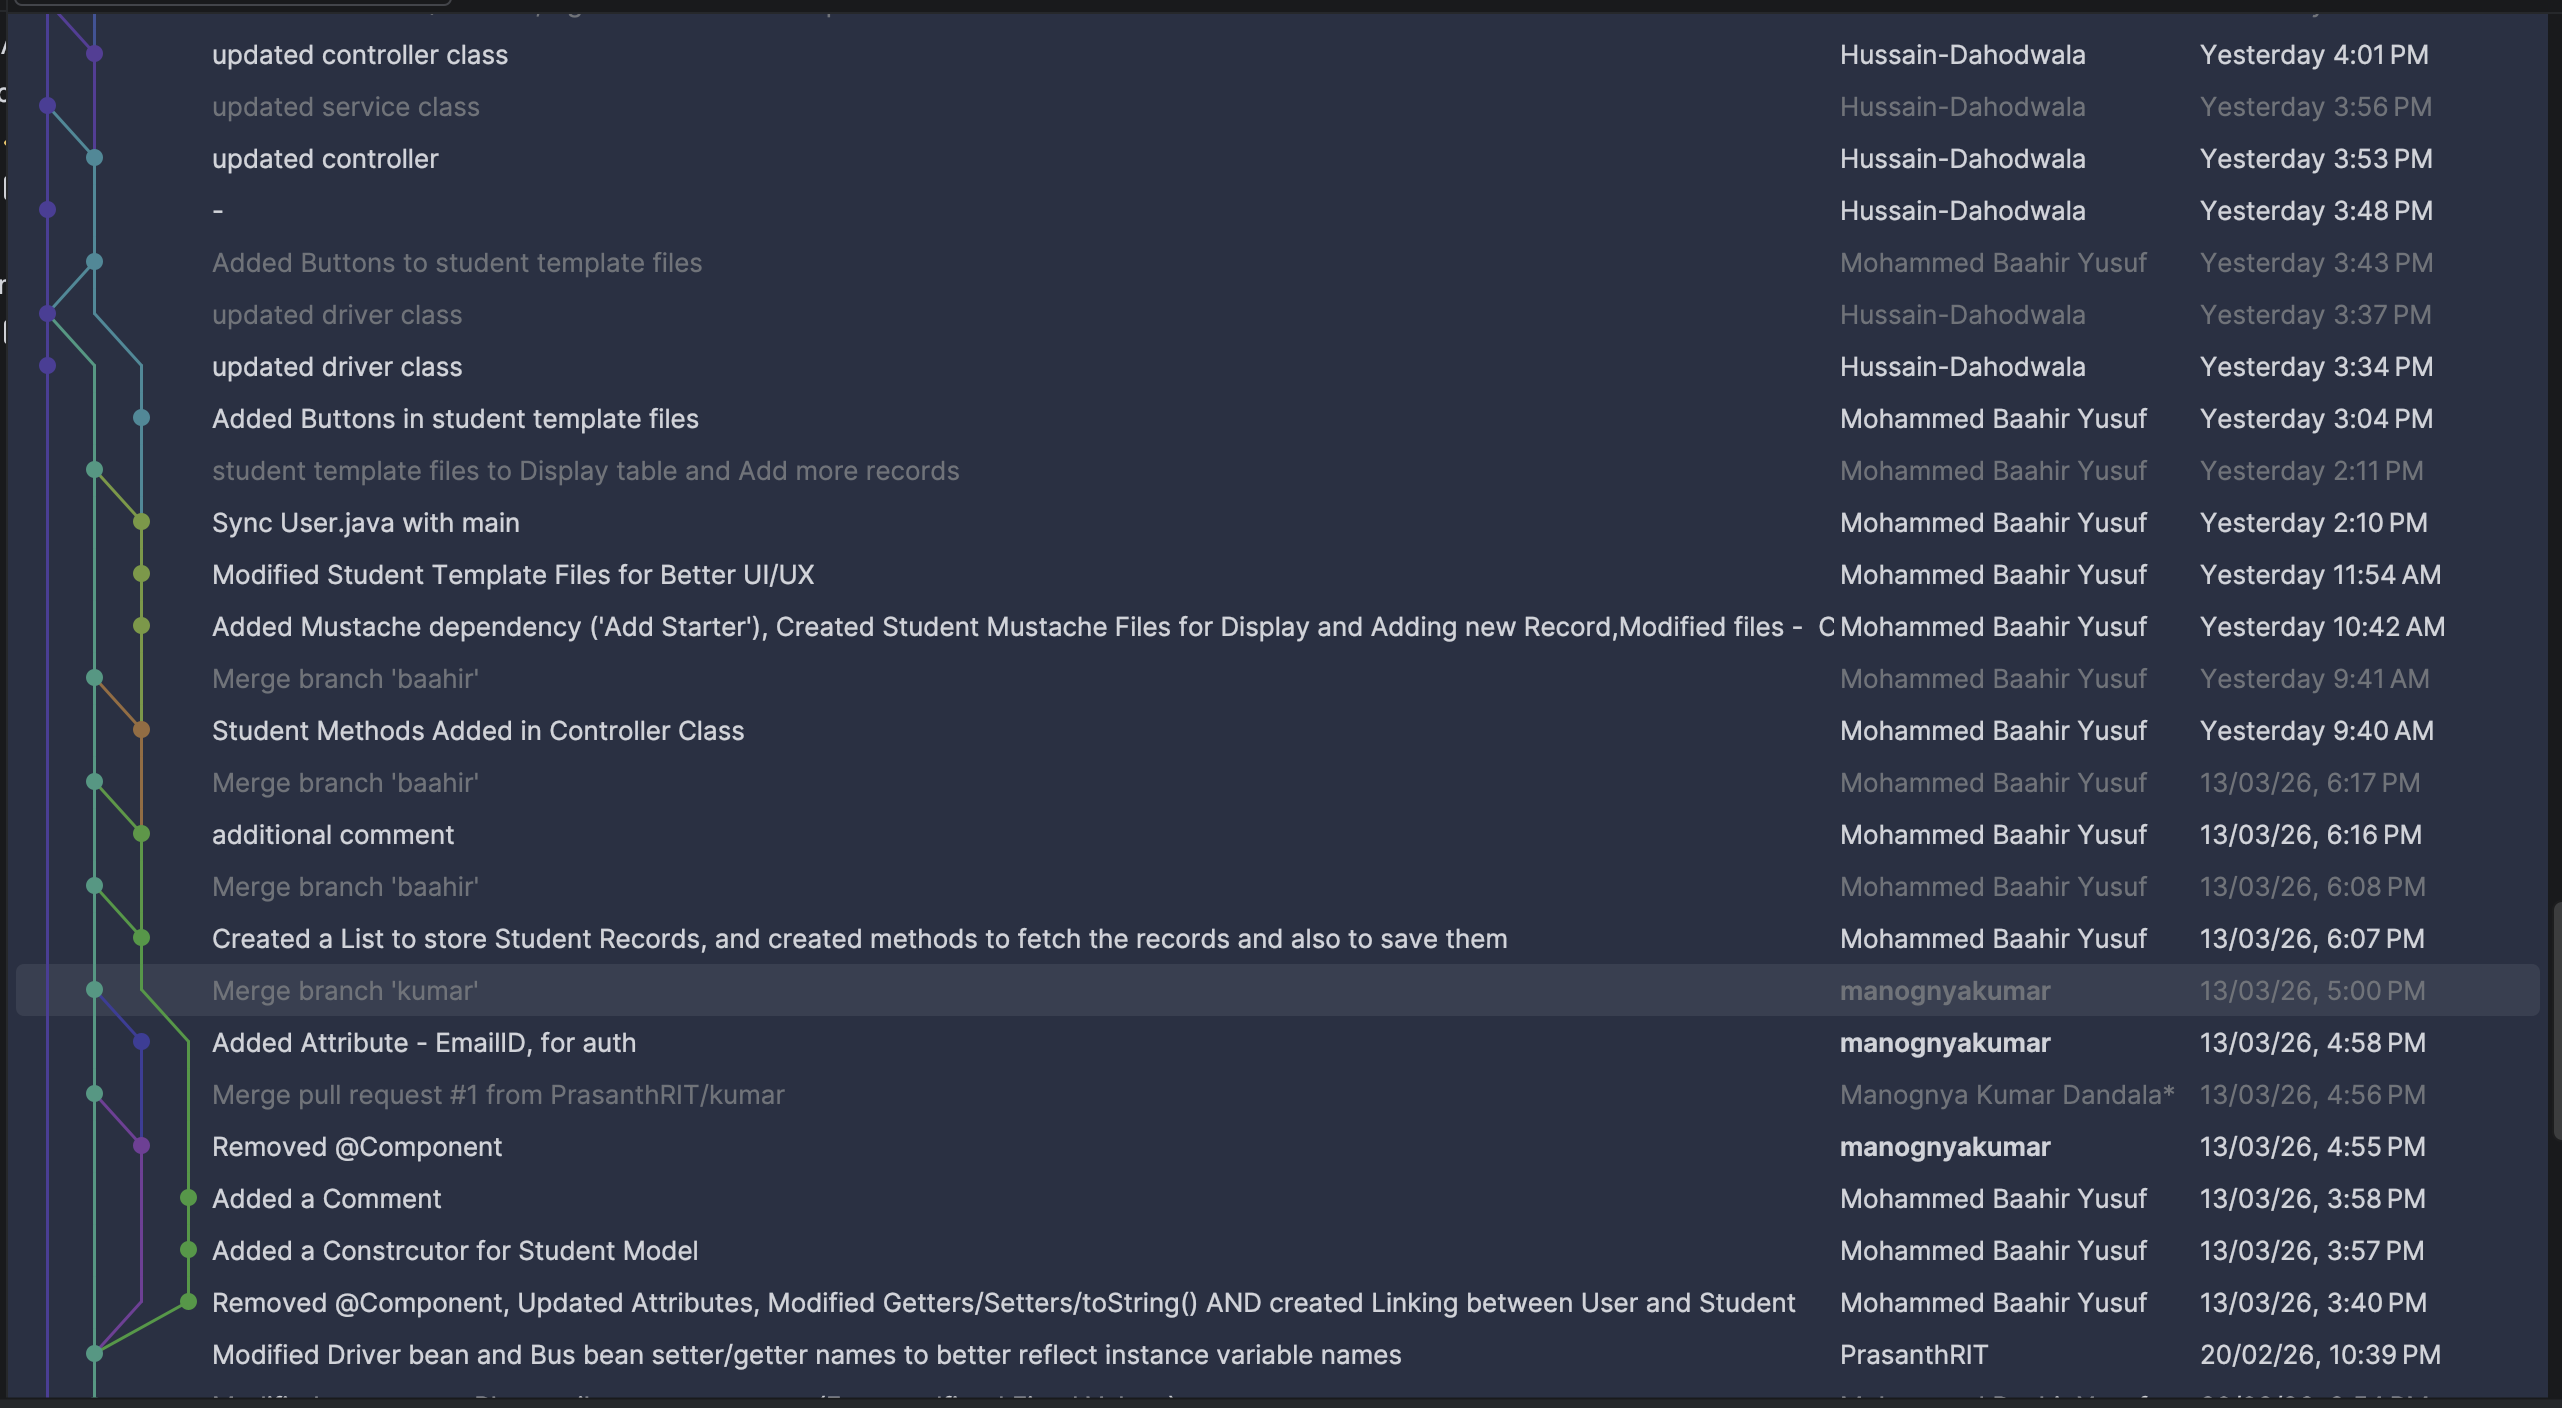 updated controller class Hussain-Dahodwala Yesterday 4:01 PM
updated service class Hussain-Dahodwala Yesterday 3:56 PM
updated controller Hussain-Dahodwala Yesterday 3:53 PM
- Hussain-Dahodwala Yesterday 3:48 PM
Added Buttons to student template files Mohammed Baahir Yusuf Yesterday 3:43 PM
updated driver class Hussain-Dahodwala Yesterday 3:37 PM
updated driver class Hussain-Dahodwala Yesterday 3:34 PM
Added Buttons in student template files Mohammed Baahir Yusuf Yesterday 3:04 PM
student template files to Display table and Add more records Mohammed Baahir Yusuf Yesterday 2:11 PM
Sync User.java with main Mohammed Baahir Yusuf Yesterday 2:10 PM
Modified Student Template Files for Better UI/UX Mohammed Baahir Yusuf Yesterday 11:54 AM
Added Mustache dependency ('Add Starter'), Created Student Mustache Files for Display and Adding new Record,Modified files - C Mohammed Baahir Yusuf Yesterday 10:42 AM
Merge branch 'baahir' Mohammed Baahir Yusuf Yesterday 9:41 AM
Student Methods Added in Controller Class Mohammed Baahir Yusuf Yesterday 9:40 AM
Merge branch 'baahir' Mohammed Baahir Yusuf 13/03/26, 6:17 PM
additional comment Mohammed Baahir Yusuf 13/03/26, 6:16 PM
Merge branch 'baahir' Mohammed Baahir Yusuf 13/03/26, 6:08 PM
Created a List to store Student Records, and created methods to fetch the records and also to save them Mohammed Baahir Yusuf 13/03/26, 6:07 PM
Merge branch 'kumar' manognyakumar 13/03/26, 5:00 PM
Added Attribute - EmailID, for auth manognyakumar 13/03/26, 4:58 PM
Merge pull request #1 from PrasanthRIT/kumar Manognya Kumar Dandala* 13/03/26, 4:56 PM
Removed @Component manognyakumar 13/03/26, 4:55 PM
Added a Comment Mohammed Baahir Yusuf 13/03/26, 3:58 PM
Added a Constrcutor for Student Model Mohammed Baahir Yusuf 13/03/26, 3:57 PM
Removed @Component, Updated Attributes, Modified Getters/Setters/toString() AND created Linking between User and Student Mohammed Baahir Yusuf 13/03/26, 3:40 PM
Modified Driver bean and Bus bean setter/getter names to better reflect instance variable names PrasanthRIT 20/02/26, 10:39 PM